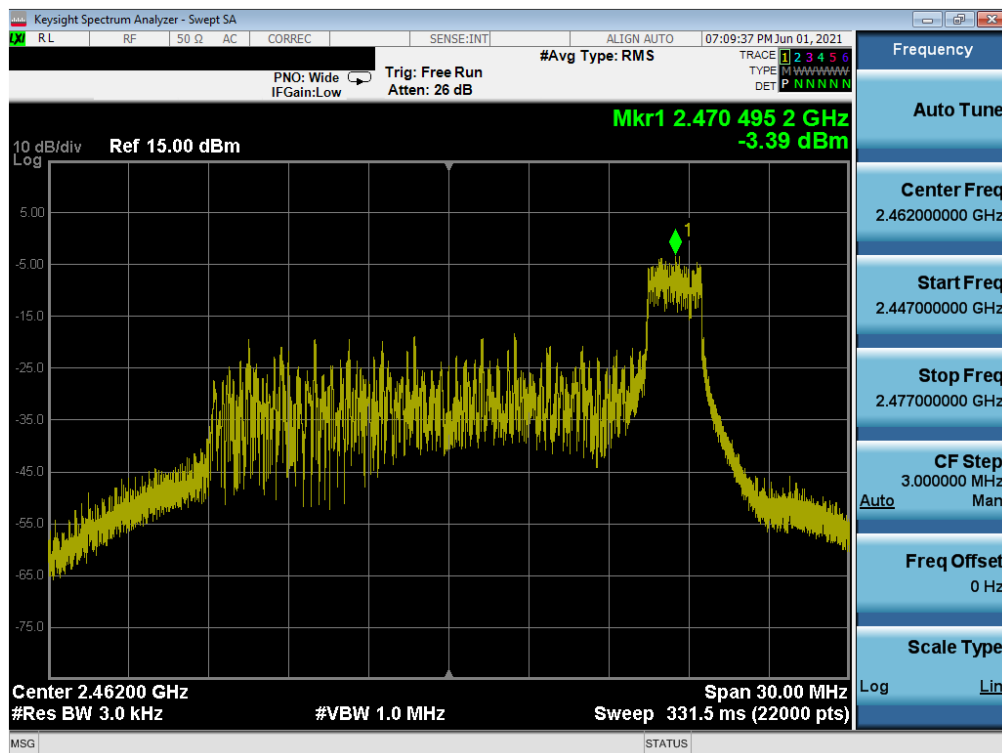 Keysight Spectrum Analyzer - Swept SA
LXI RL RF 50 Ω AC CORREC SENSE:INT ALIGN AUTO 07:09:37 PM Jun 01, 2021
#Avg Type: RMS
TRACE 1 2 3 4 5 6
TYPE M WWWWW
DET P N N N N N
PNO: Wide
IFGain:Low
Trig: Free Run
Atten: 26 dB
Mkr1 2.470 495 2 GHz
-3.39 dBm
10 dB/div
Log
Ref 15.00 dBm
5.00
-5.00
-15.0
-25.0
-35.0
-45.0
-55.0
-65.0
-75.0
1
Center 2.46200 GHz
Span 30.00 MHz
#Res BW 3.0 kHz
#VBW 1.0 MHz
Sweep 331.5 ms (22000 pts)
MSG
STATUS
Frequency
Auto Tune
Center Freq
2.462000000 GHz
Start Freq
2.447000000 GHz
Stop Freq
2.477000000 GHz
CF Step
3.000000 MHz
Auto Man
Freq Offset
0 Hz
Scale Type
Log Lin